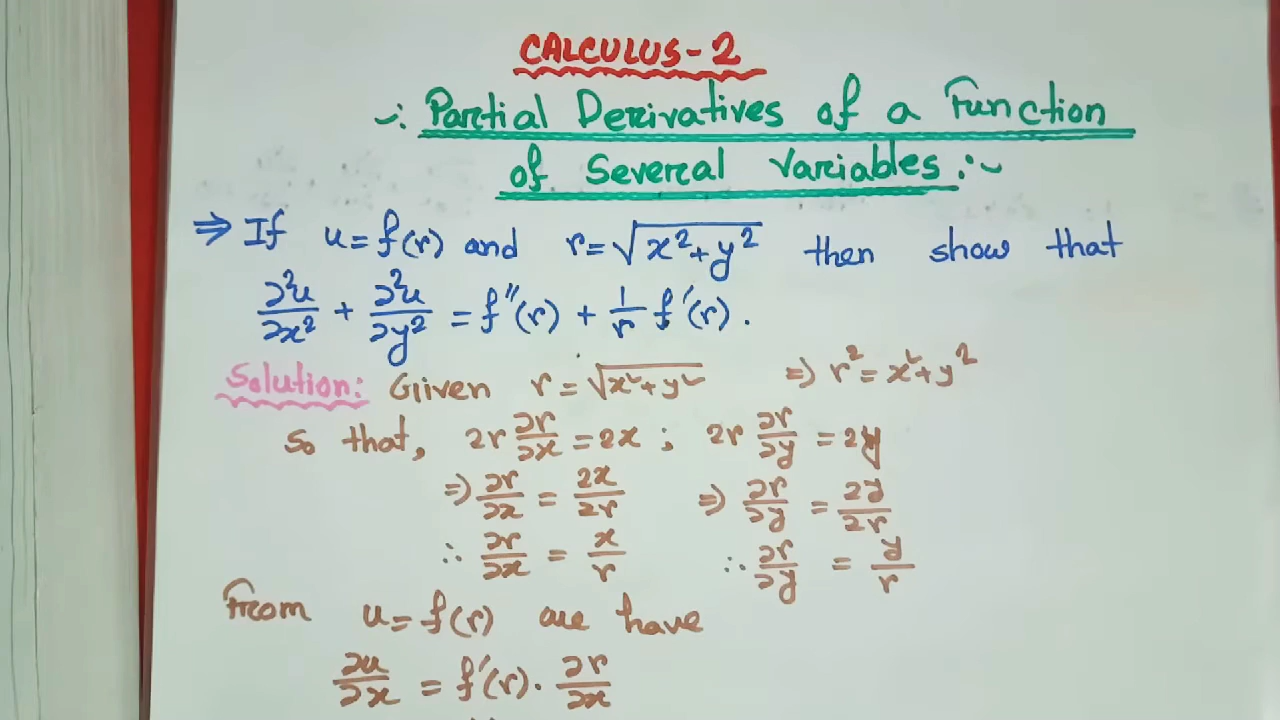 CALCULUS-2
∴ Partial Derivatives of a Function
of Several Variables :~
⇒ If u = f(r) and r = √(x²+y²) then show that
∂²u/∂x² + ∂²u/∂y² = f″(r) + 1/r f′(r).
Solution: Giiven r = √(x²+y²) ⇒ r² = x²+y²
So that, 2r ∂r/∂x = 2x ; 2r ∂r/∂y = 2y
⇒ ∂r/∂x = 2x/2r ⇒ ∂r/∂y = 2y/2r
∴ ∂r/∂x = x/r ∴ ∂r/∂y = y/r
From u = f(r) are have
∂u/∂x = f′(r) · ∂r/∂x